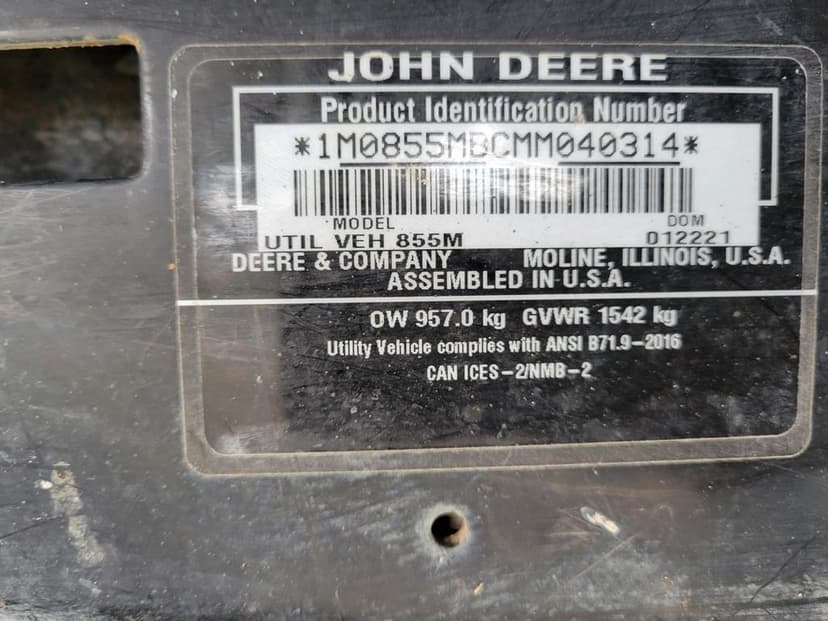 JOHN DEERE
Product Identification Number
*1M0855MBCMM040314*
MODEL DOM
UTIL VEH 855M 012221
DEERE & COMPANY MOLINE, ILLINOIS, U.S.A.
ASSEMBLED IN U.S.A.
OW 957.0 kg GVWR 1542 kg
Utility Vehicle complies with ANSI B71.9-2016
CAN ICES-2/NMB-2